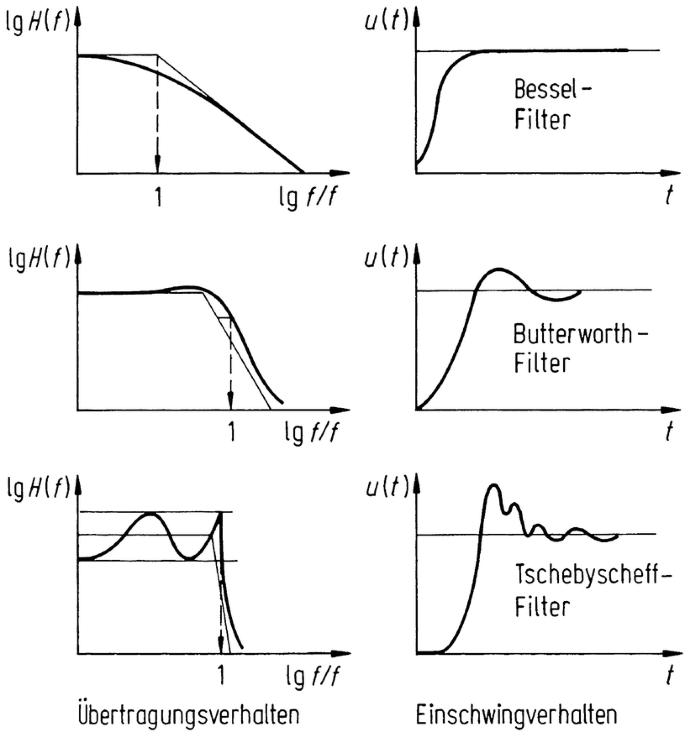 lg H(f)
1
lg f/f
u(t)
Bessel-
Filter
t
lg H(f)
1
lg f/f
u(t)
Butterworth-
Filter
t
lg H(f)
1
lg f/f
u(t)
Tschebyscheff-
Filter
t
Übertragungsverhalten
Einschwingverhalten